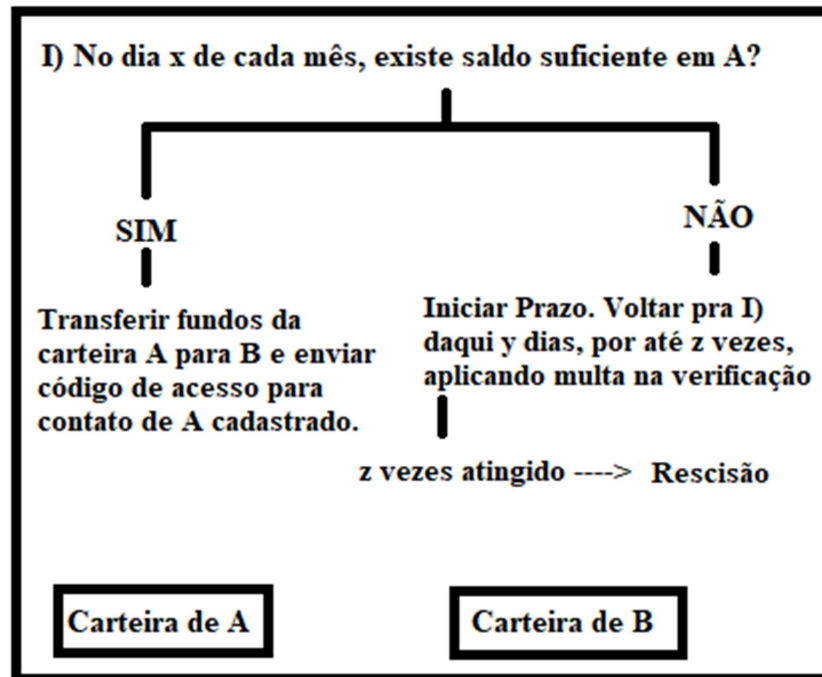 I) No dia x de cada mês, existe saldo suficiente em A?
SIM
NÃO
Transferir fundos da
carteira A para B e enviar
código de acesso para
contato de A cadastrado.
Iniciar Prazo. Voltar pra I)
daqui y dias, por até z vezes,
aplicando multa na verificação
z vezes atingido ----> Rescisão
Carteira de A
Carteira de B